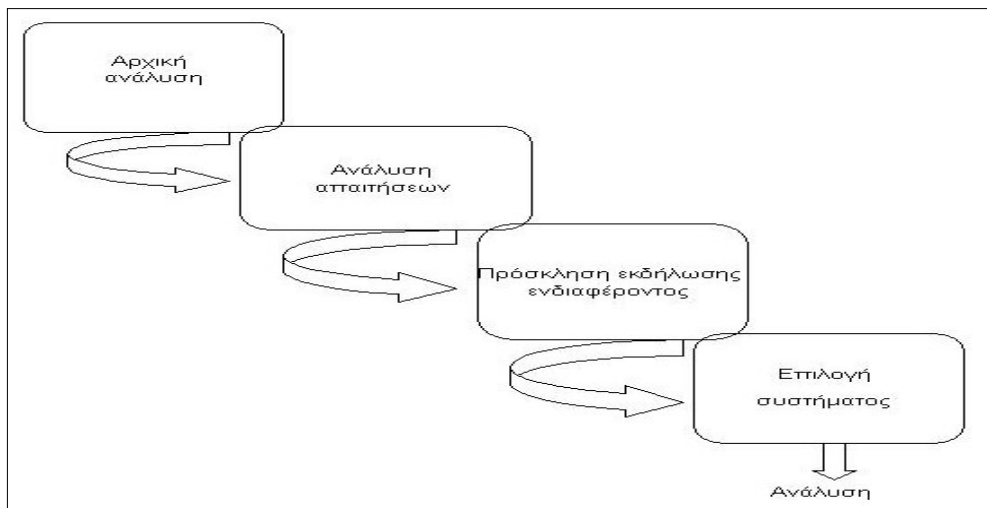 Αρχική
ανάλυση
Ανάλυση
απαιτήσεων
Πρόσκληση εκδήλωσης
ενδιαφέροντος
Επιλογή
συστήματος
Ανάλυση